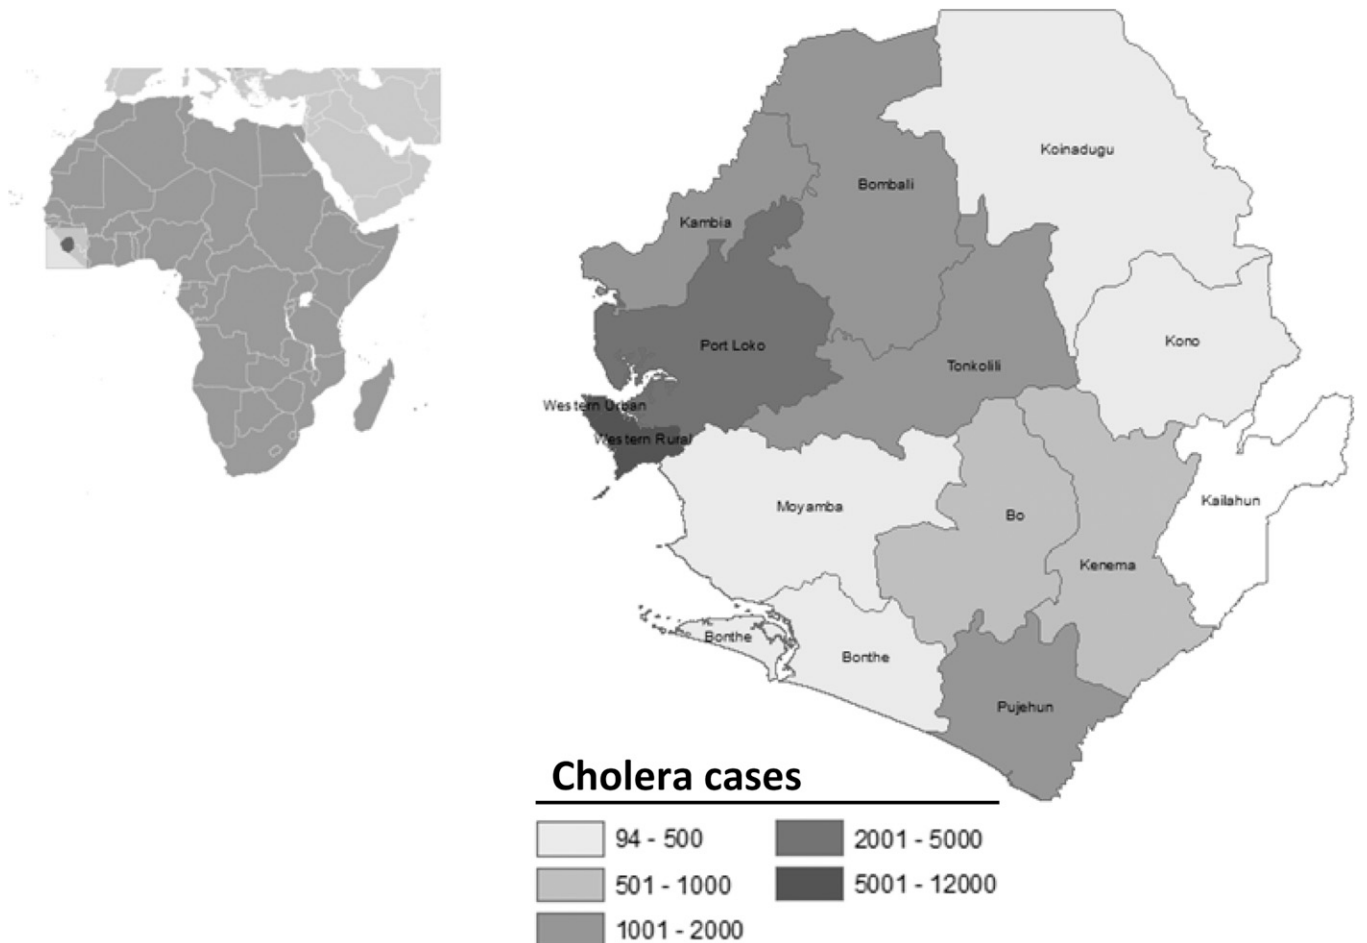 Koinadugu
Bombali
Kambia
Port Loko
Kono
Tonkolili
Western Urban
Western Rural
Moyamba
Bo
Kailahun
Kenema
Bonthe
Bonthe
Pujehun
Cholera cases
94 - 500
2001 - 5000
501 - 1000
5001 - 12000
1001 - 2000